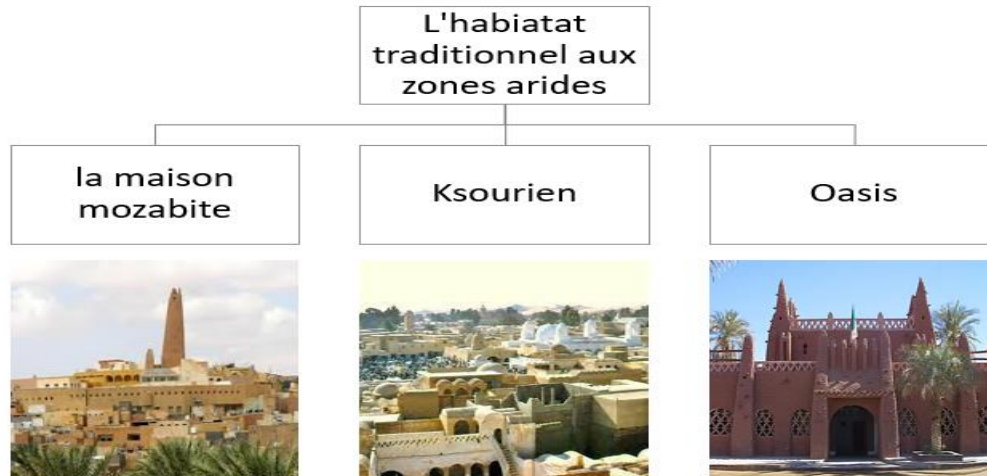 L'habiatat
traditionnel aux
zones arides
la maison
mozabite
Ksourien
Oasis